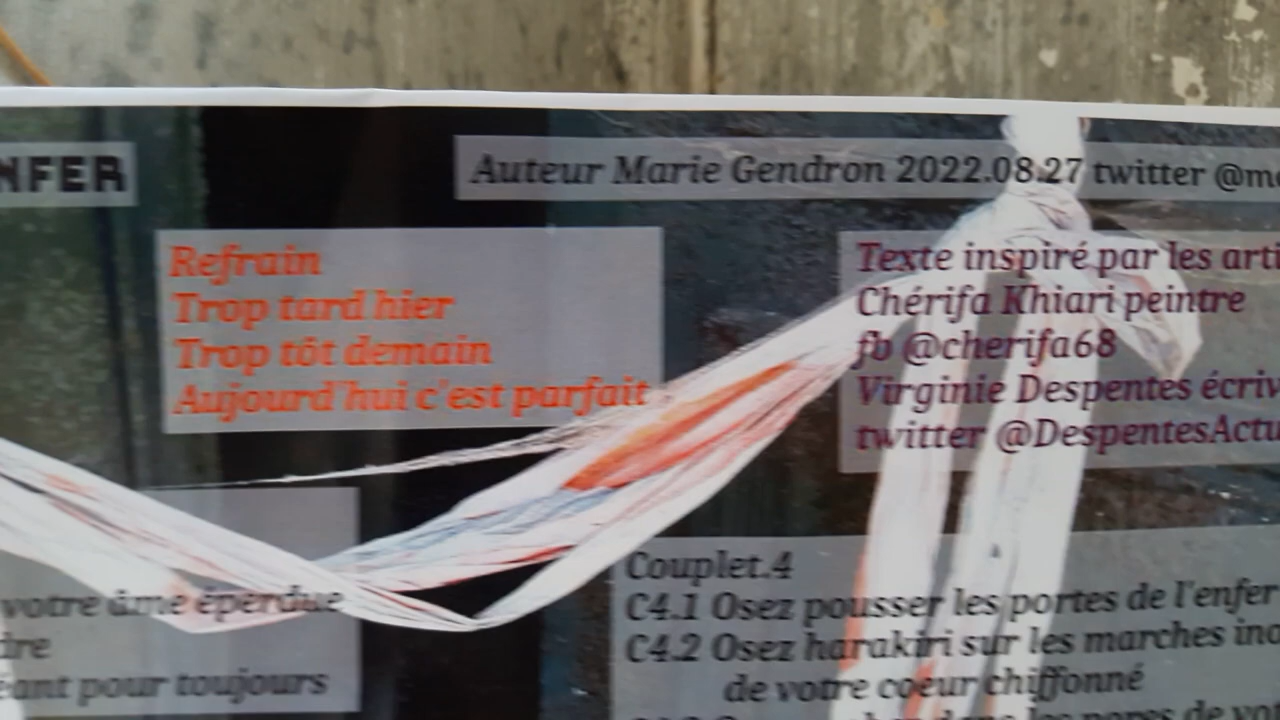 NFER
Auteur Marie Gendron 2022.08.27 twitter
Refrain
Trop tard hier
Trop tôt demain
Aujourd'hui c'est parfait
Texte inspiré par les
Chérifa Khiari peintre
fb @cherifa68
Virginie Despentes
twitter @DespentesActu
votre âme éperdue
dre
éant pour toujours
Couplet.4
C4.1 Osez pousser les portes de l'enfer
C4.2 Osez harakiri sur les marches
de votre coeur chiffonné